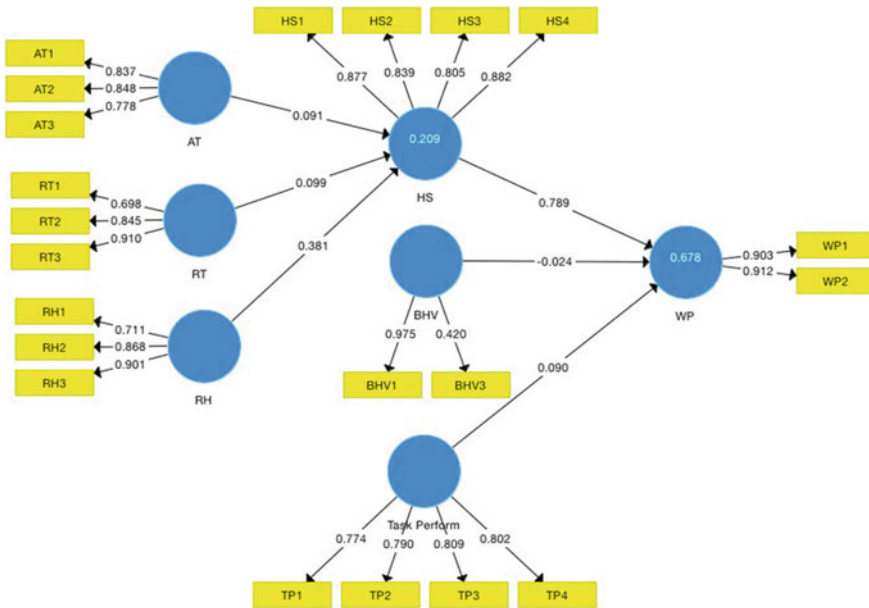 HS1 HS2 HS3 HS4
AT1
AT2
AT3
0.837
0.848
0.778
AT
0.877 0.839 0.805 0.882
0.091
0.209
HS
RT1
RT2
RT3
0.698
0.845
0.910
RT
0.099
0.381
0.789
BHV
-0.024
0.678
WP
0.903
0.912
WP1
WP2
RH1
RH2
RH3
0.711
0.868
0.901
RH
0.975 0.420
BHV1 BHV3
0.090
Task Perform
0.774 0.790 0.809 0.802
TP1 TP2 TP3 TP4